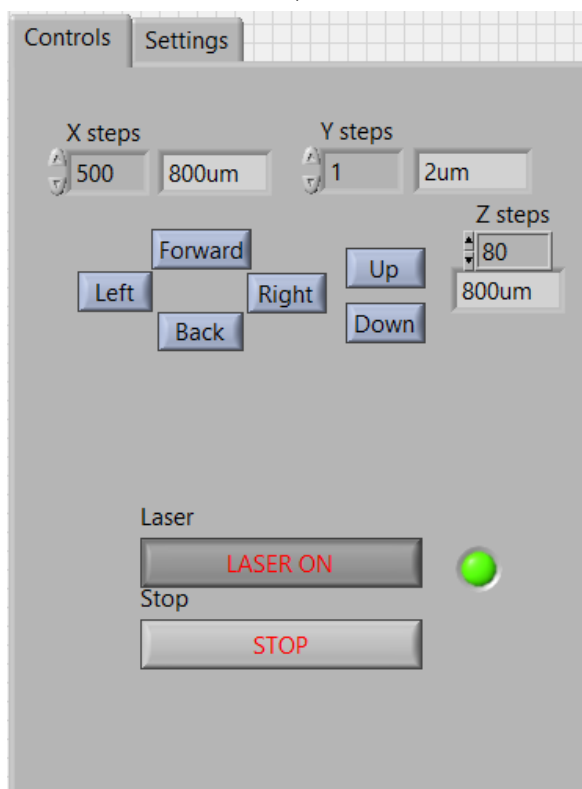 Controls Settings
X steps Y steps
500 800um 1 2um
Z steps
80
800um
Forward
Left Right
Back
Up
Down
Laser
LASER ON
Stop
STOP